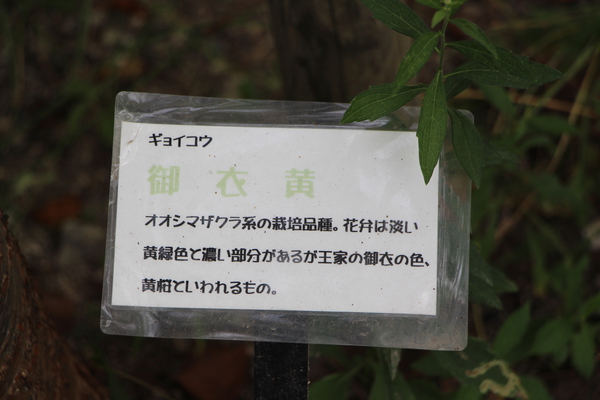 ギョイコウ
御衣黄
オオシマザクラ系の栽培品種。花弁は淡い
黄緑色と濃い部分があるが王家の御衣の色、
黄袍といわれるもの。